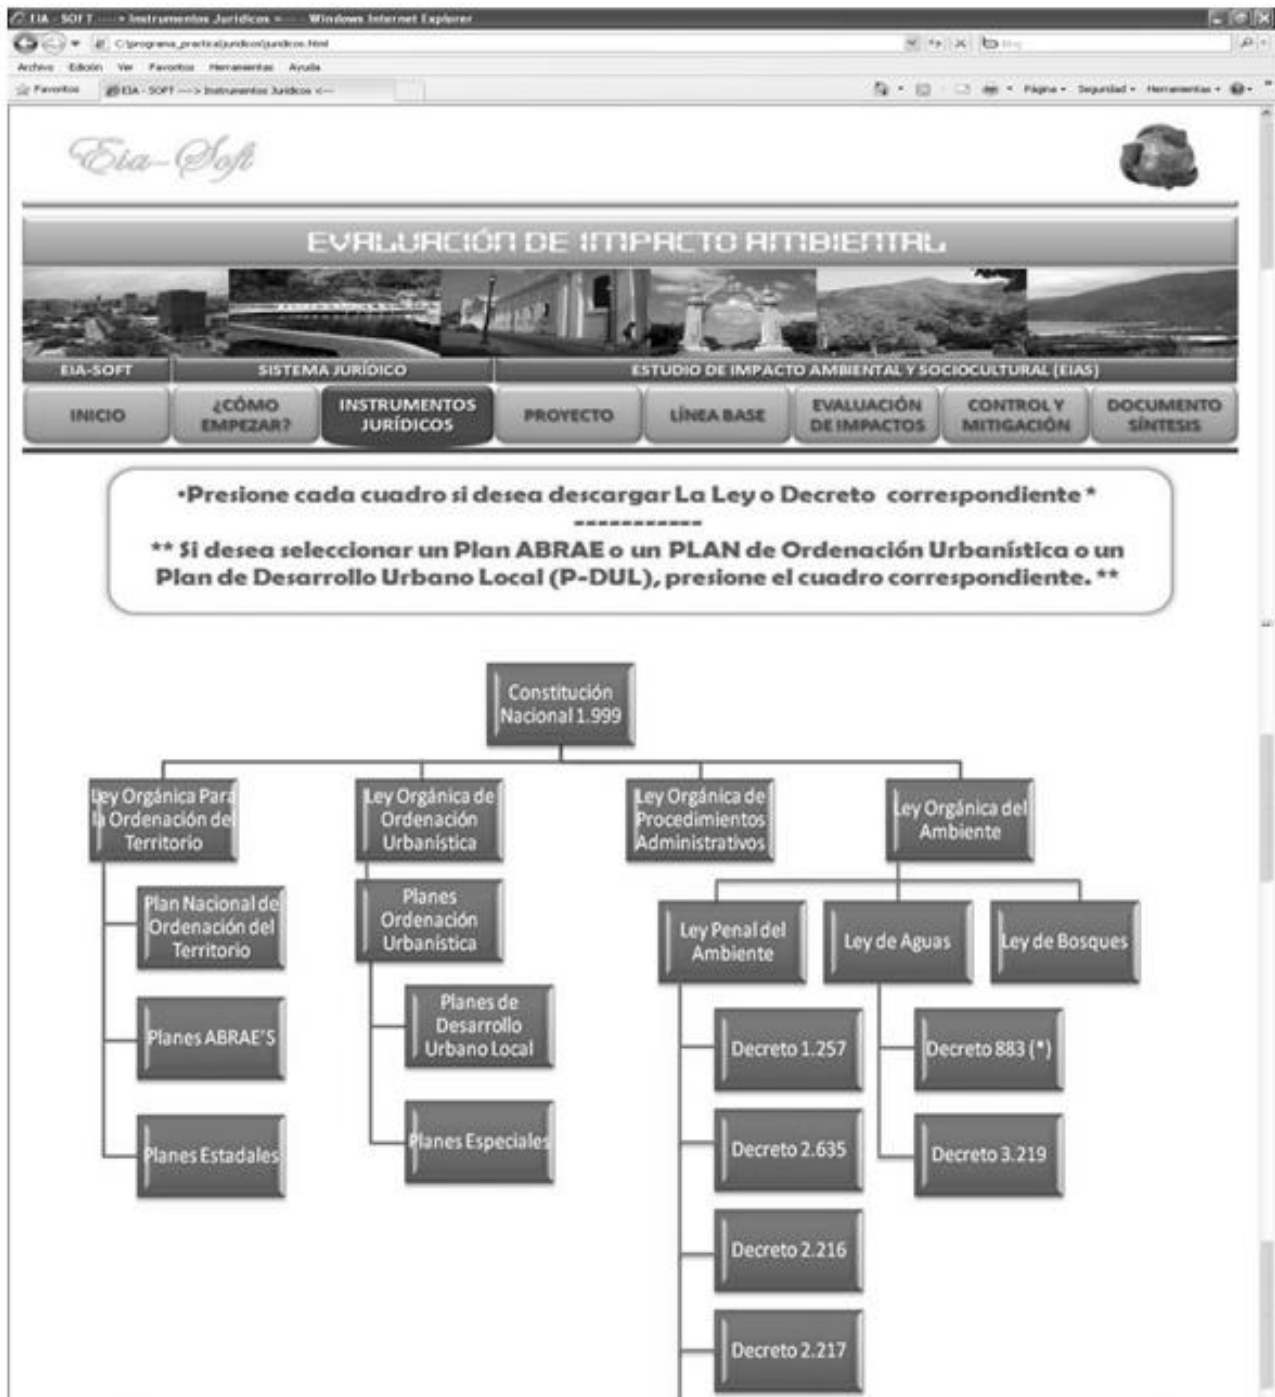 EIA - SOFT ----> Instrumentos Jurídicos <---- Windows Internet Explorer
C:\programa_practica\juridicos\juridicos.html
Bing
Archivo Edición Ver Favoritos Herramientas Ayuda
Favoritos EIA - SOFT ----> Instrumentos Jurídicos <----
Página Seguridad Herramientas
Eia-Soft
EVALUACIÓN DE IMPACTO AMBIENTAL
EIA-SOFT SISTEMA JURÍDICO ESTUDIO DE IMPACTO AMBIENTAL Y SOCIOCULTURAL (EIAS)
INICIO
¿CÓMO
EMPEZAR?
INSTRUMENTOS
JURÍDICOS
PROYECTO
LÍNEA BASE
EVALUACIÓN
DE IMPACTOS
CONTROL Y
MITIGACIÓN
DOCUMENTO
SÍNTESIS
•Presione cada cuadro si desea descargar La Ley o Decreto correspondiente *
-----------
** Si desea seleccionar un Plan ABRAE o un PLAN de Ordenación Urbanística o un
Plan de Desarrollo Urbano Local (P-DUL), presione el cuadro correspondiente. **
Constitución
Nacional 1.999
Ley Orgánica Para
la Ordenación del
Territorio
Plan Nacional de
Ordenación del
Territorio
Planes ABRAE'S
Planes Estadales
Ley Orgánica de
Ordenación
Urbanística
Planes
Ordenación
Urbanística
Planes de
Desarrollo
Urbano Local
Planes Especiales
Ley Orgánica de
Procedimientos
Administrativos
Ley Orgánica del
Ambiente
Ley Penal del
Ambiente
Decreto 1.257
Decreto 2.635
Decreto 2.216
Decreto 2.217
Ley de Aguas
Decreto 883 (*)
Decreto 3.219
Ley de Bosques